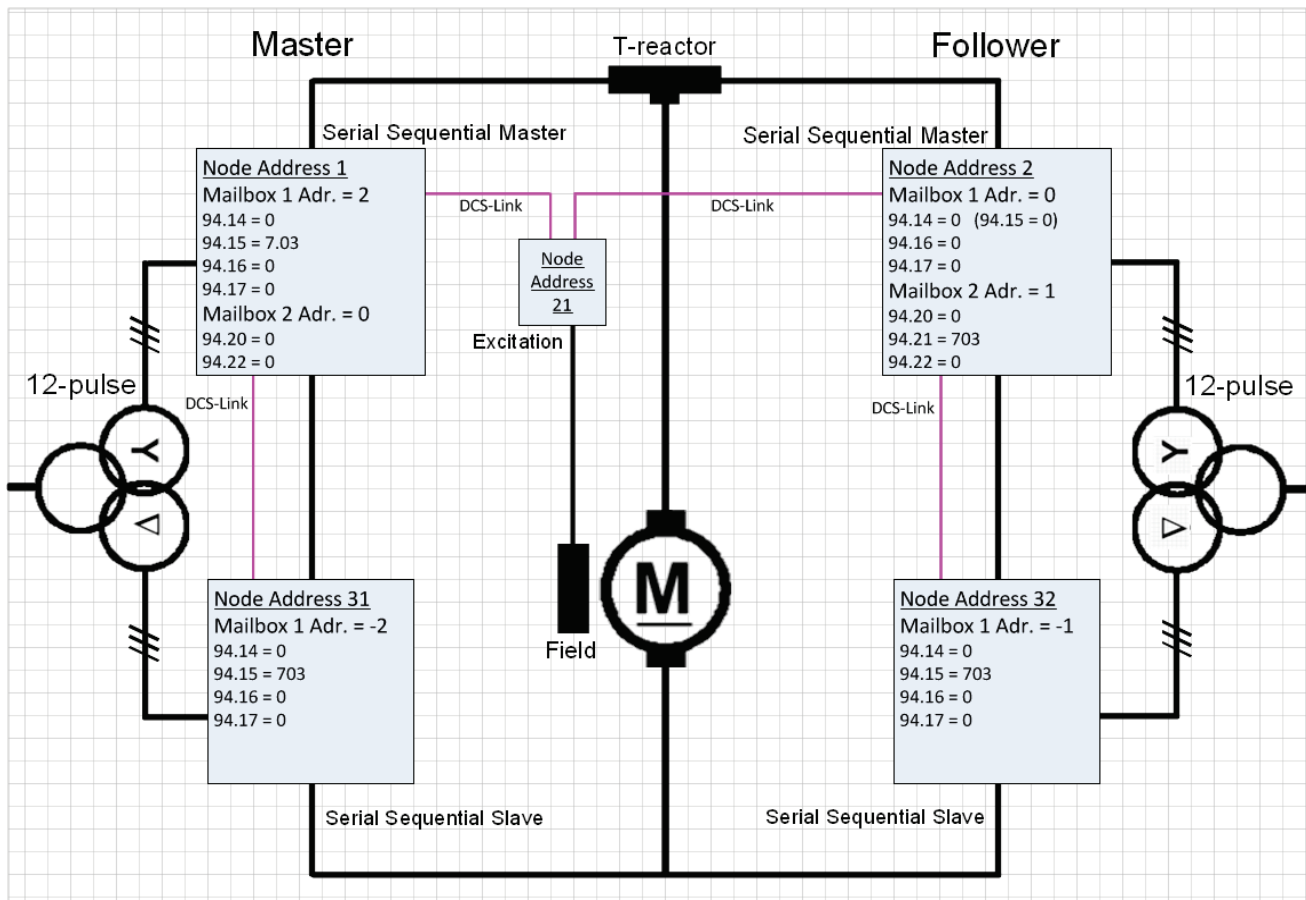 Master
T-reactor
Follower
Serial Sequential Master
Serial Sequential Master
Node Address 1
Mailbox 1 Adr. = 2
94.14 = 0
94.15 = 7.03
94.16 = 0
94.17 = 0
Mailbox 2 Adr. = 0
94.20 = 0
94.22 = 0
DCS-Link
DCS-Link
Node
Address
21
Excitation
Node Address 2
Mailbox 1 Adr. = 0
94.14 = 0 (94.15 = 0)
94.16 = 0
94.17 = 0
Mailbox 2 Adr. = 1
94.20 = 0
94.21 = 703
94.22 = 0
12-pulse
DCS-Link
DCS-Link
12-pulse
Y
Δ
Y
Δ
Node Address 31
Mailbox 1 Adr. = -2
94.14 = 0
94.15 = 703
94.16 = 0
94.17 = 0
M
Field
Node Address 32
Mailbox 1 Adr. = -1
94.14 = 0
94.15 = 703
94.16 = 0
94.17 = 0
Serial Sequential Slave
Serial Sequential Slave